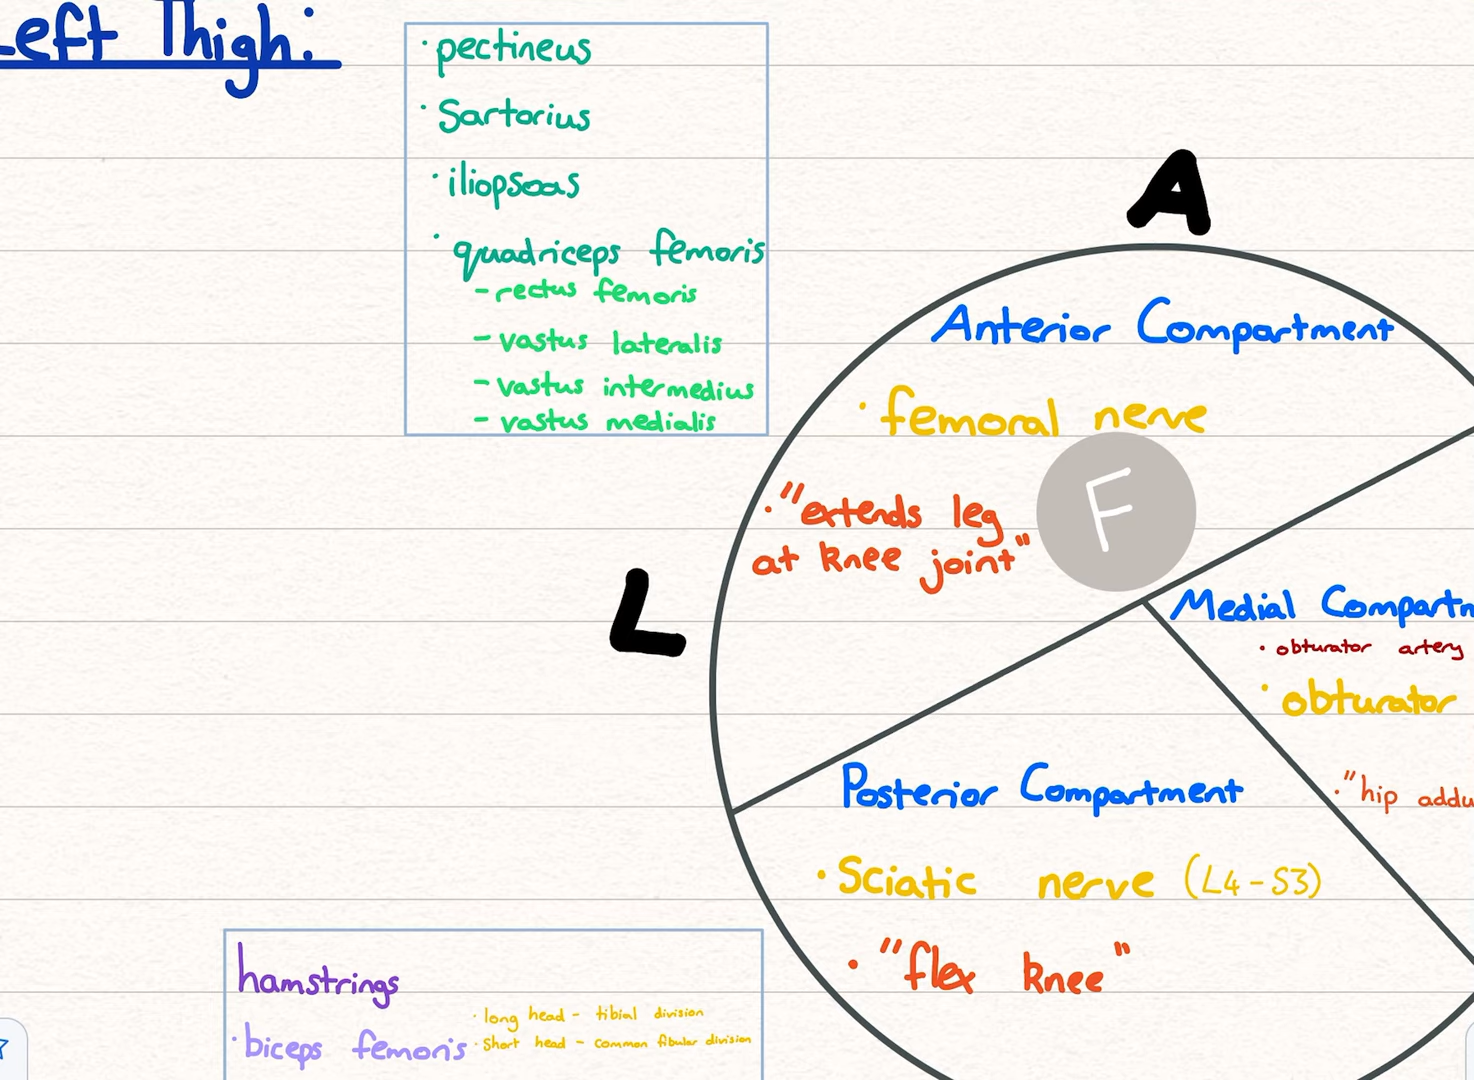 Left Thigh:
· pectineus
· Sartorius
· iliopsoas
· quadriceps femoris
- rectus femoris
- vastus lateralis
- vastus intermedius
- vastus medialis
A
Anterior Compartment
· femoral nerve
· "extends leg
at knee joint"
F
L
Medial Compartm
· obturator artery
· obturator
· "hip addu
Posterior Compartment
· Sciatic nerve (L4-S3)
· "flex knee"
hamstrings
· biceps femoris
· long head - tibial division
· Short head - common fibular division